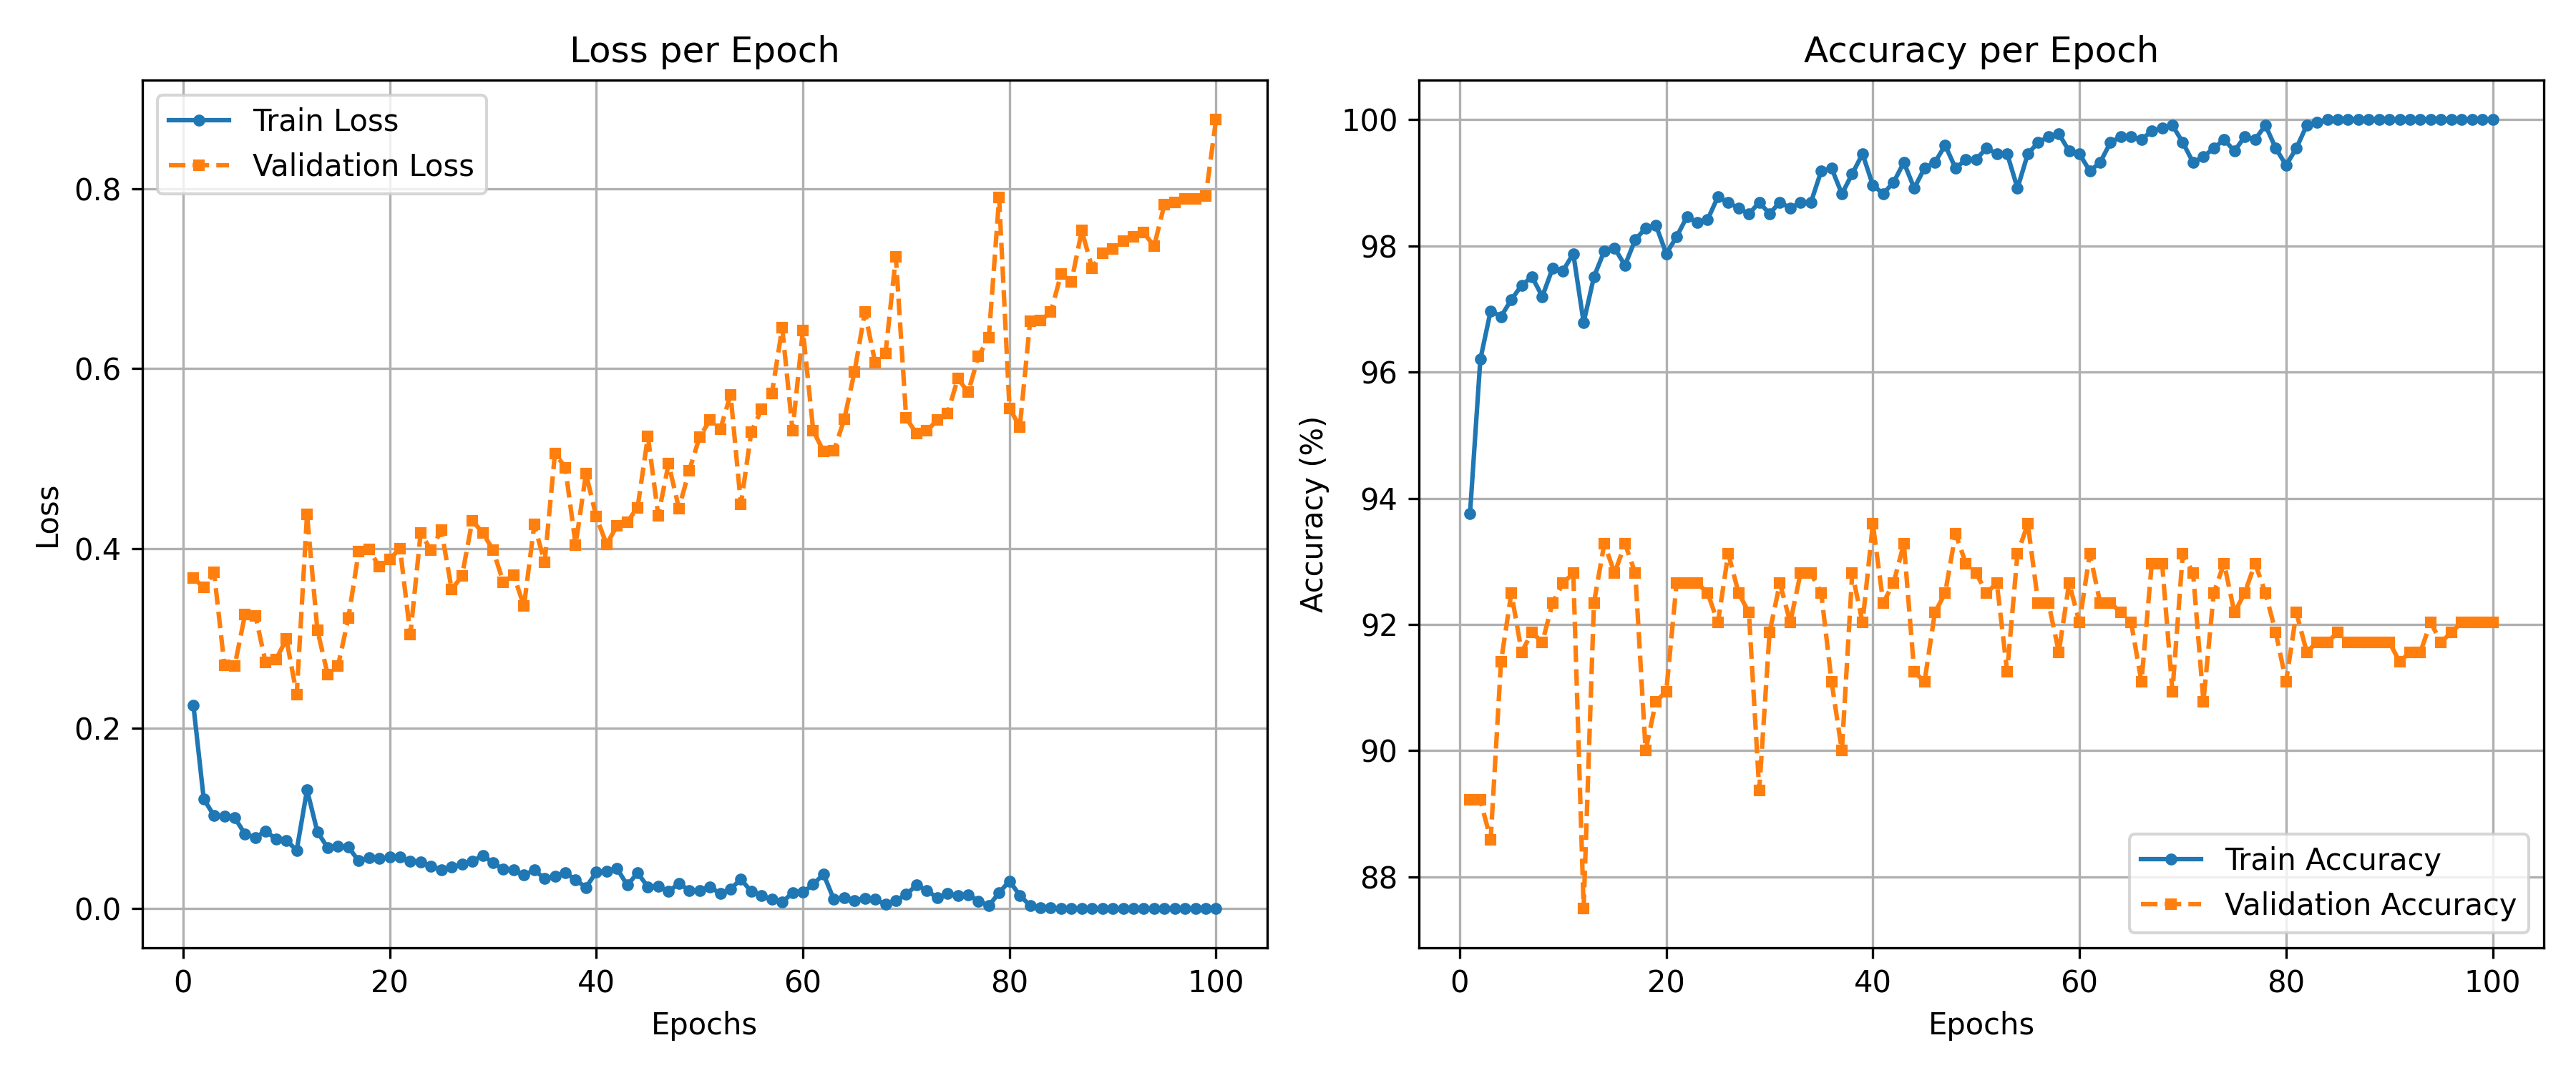 Loss per Epoch
Train Loss
Validation Loss
Loss
0.8
0.6
0.4
0.2
0.0
0 20 40 60 80 100
Epochs
Accuracy per Epoch
Accuracy (%)
100
98
96
94
92
90
88
Train Accuracy
Validation Accuracy
0 20 40 60 80 100
Epochs